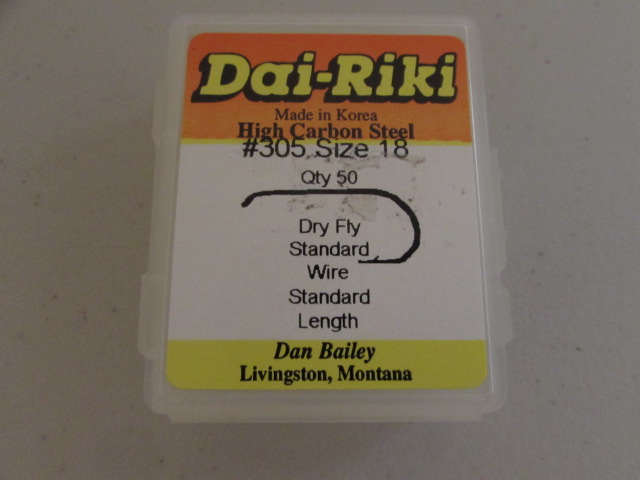 Dai-Riki
Made in Korea
High Carbon Steel
#305 Size 18
Qty 50
Dry Fly
Standard
Wire
Standard
Length
Dan Bailey
Livingston, Montana